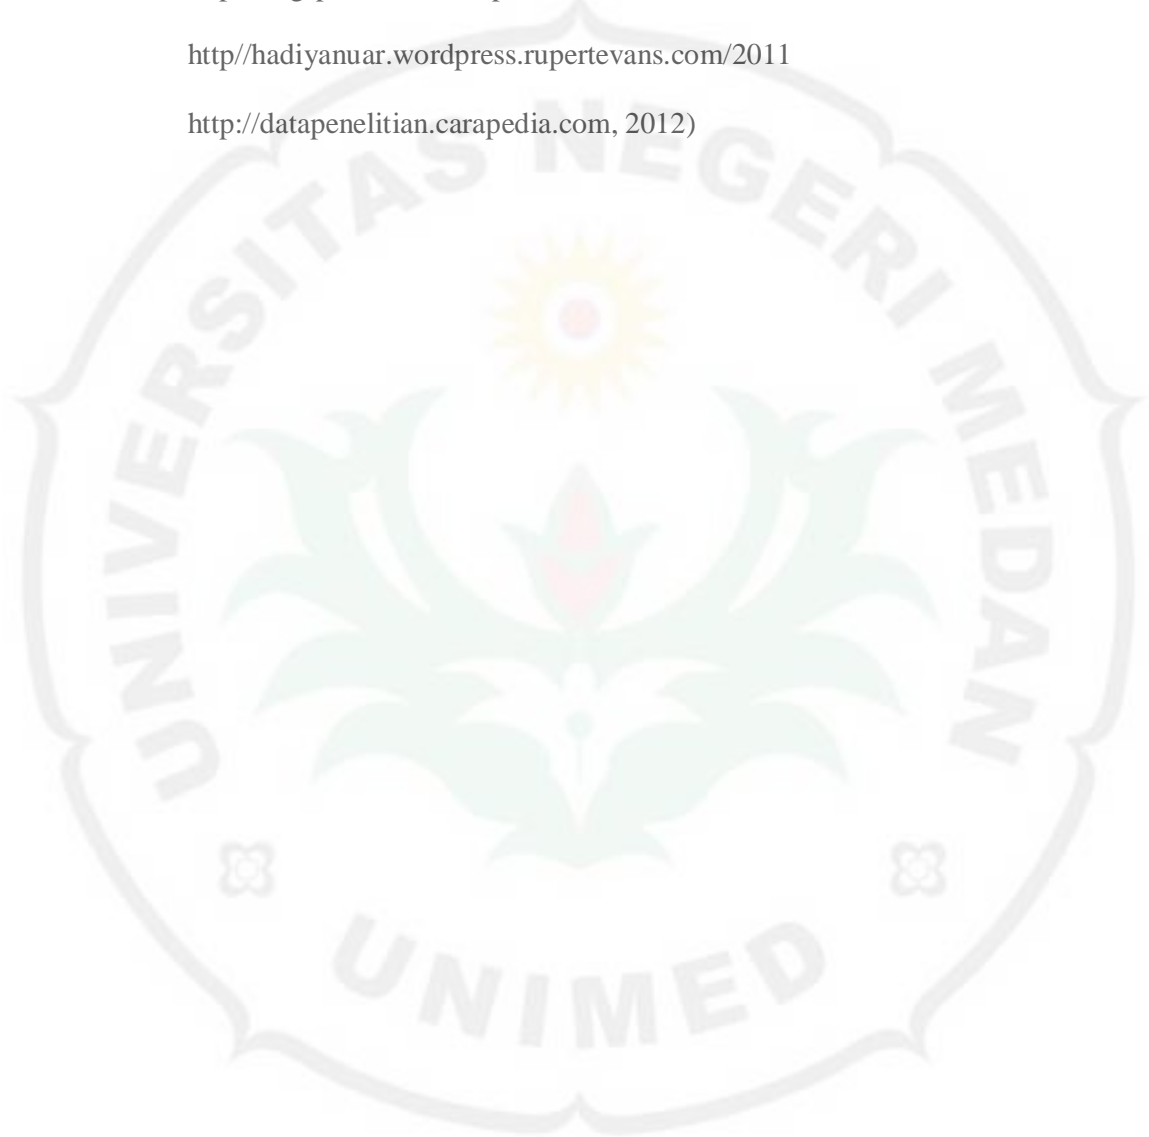 http//hadiyanuar.wordpress.rupertevans.com/2011
http://datapenelitian.carapedia.com, 2012)
UNIVERSITAS NEGERI MEDAN
UNIMED